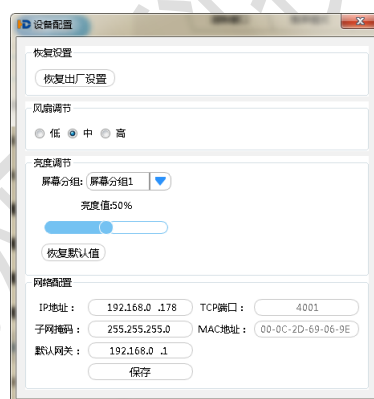 设备配置
恢复设置
恢复出厂设置
风扇调节
低 中 高
亮度调节
屏幕分组: 屏幕分组1
亮度值:50%
恢复默认值
网络配置
IP地址： 192.168.0 .178 TCP端口： 4001
子网掩码： 255.255.255.0 MAC地址： 00-0C-2D-69-06-9E
默认网关： 192.168.0 .1
保存